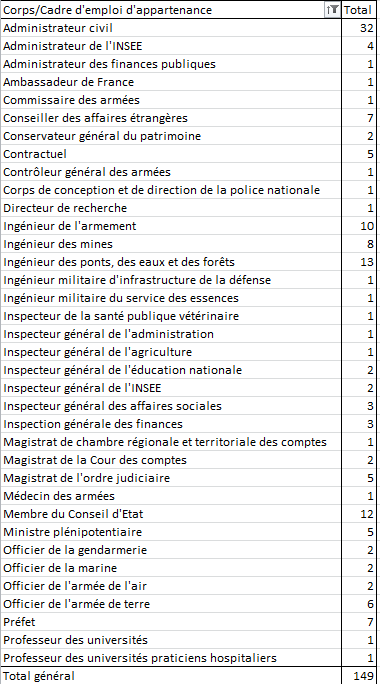 Corps/Cadre d'emploi d'appartenance Total
Administrateur civil 32
Administrateur de l'INSEE 4
Administrateur des finances publiques 1
Ambassadeur de France 1
Commissaire des armées 1
Conseiller des affaires étrangères 7
Conservateur général du patrimoine 2
Contractuel 5
Contrôleur général des armées 1
Corps de conception et de direction de la police nationale 1
Directeur de recherche 1
Ingénieur de l'armement 10
Ingénieur des mines 8
Ingénieur des ponts, des eaux et des forêts 13
Ingénieur militaire d'infrastructure de la défense 1
Ingénieur militaire du service des essences 1
Inspecteur de la santé publique vétérinaire 1
Inspecteur général de l'administration 1
Inspecteur général de l'agriculture 1
Inspecteur général de l'éducation nationale 2
Inspecteur général de l'INSEE 2
Inspecteur général des affaires sociales 3
Inspection générale des finances 3
Magistrat de chambre régionale et territoriale des comptes 1
Magistrat de la Cour des comptes 2
Magistrat de l'ordre judiciaire 5
Médecin des armées 1
Membre du Conseil d'Etat 12
Ministre plénipotentiaire 5
Officier de la gendarmerie 2
Officier de la marine 2
Officier de l'armée de l'air 2
Officier de l'armée de terre 6
Préfet 7
Professeur des universités 1
Professeur des universités praticiens hospitaliers 1
Total général 149